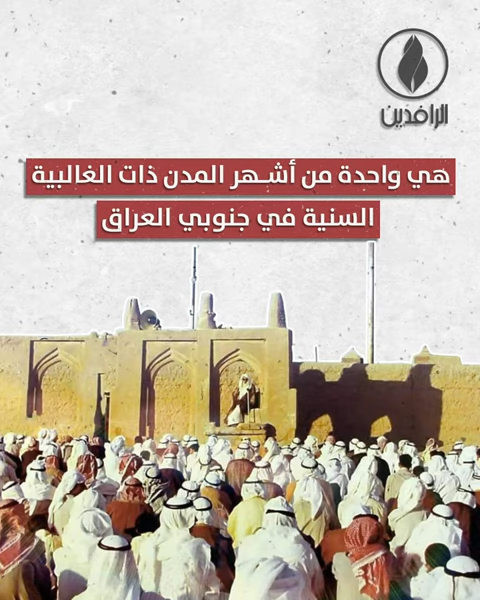 الرافدين
هي واحدة من أشهر المدن ذات الغالبية
السنية في جنوبي العراق